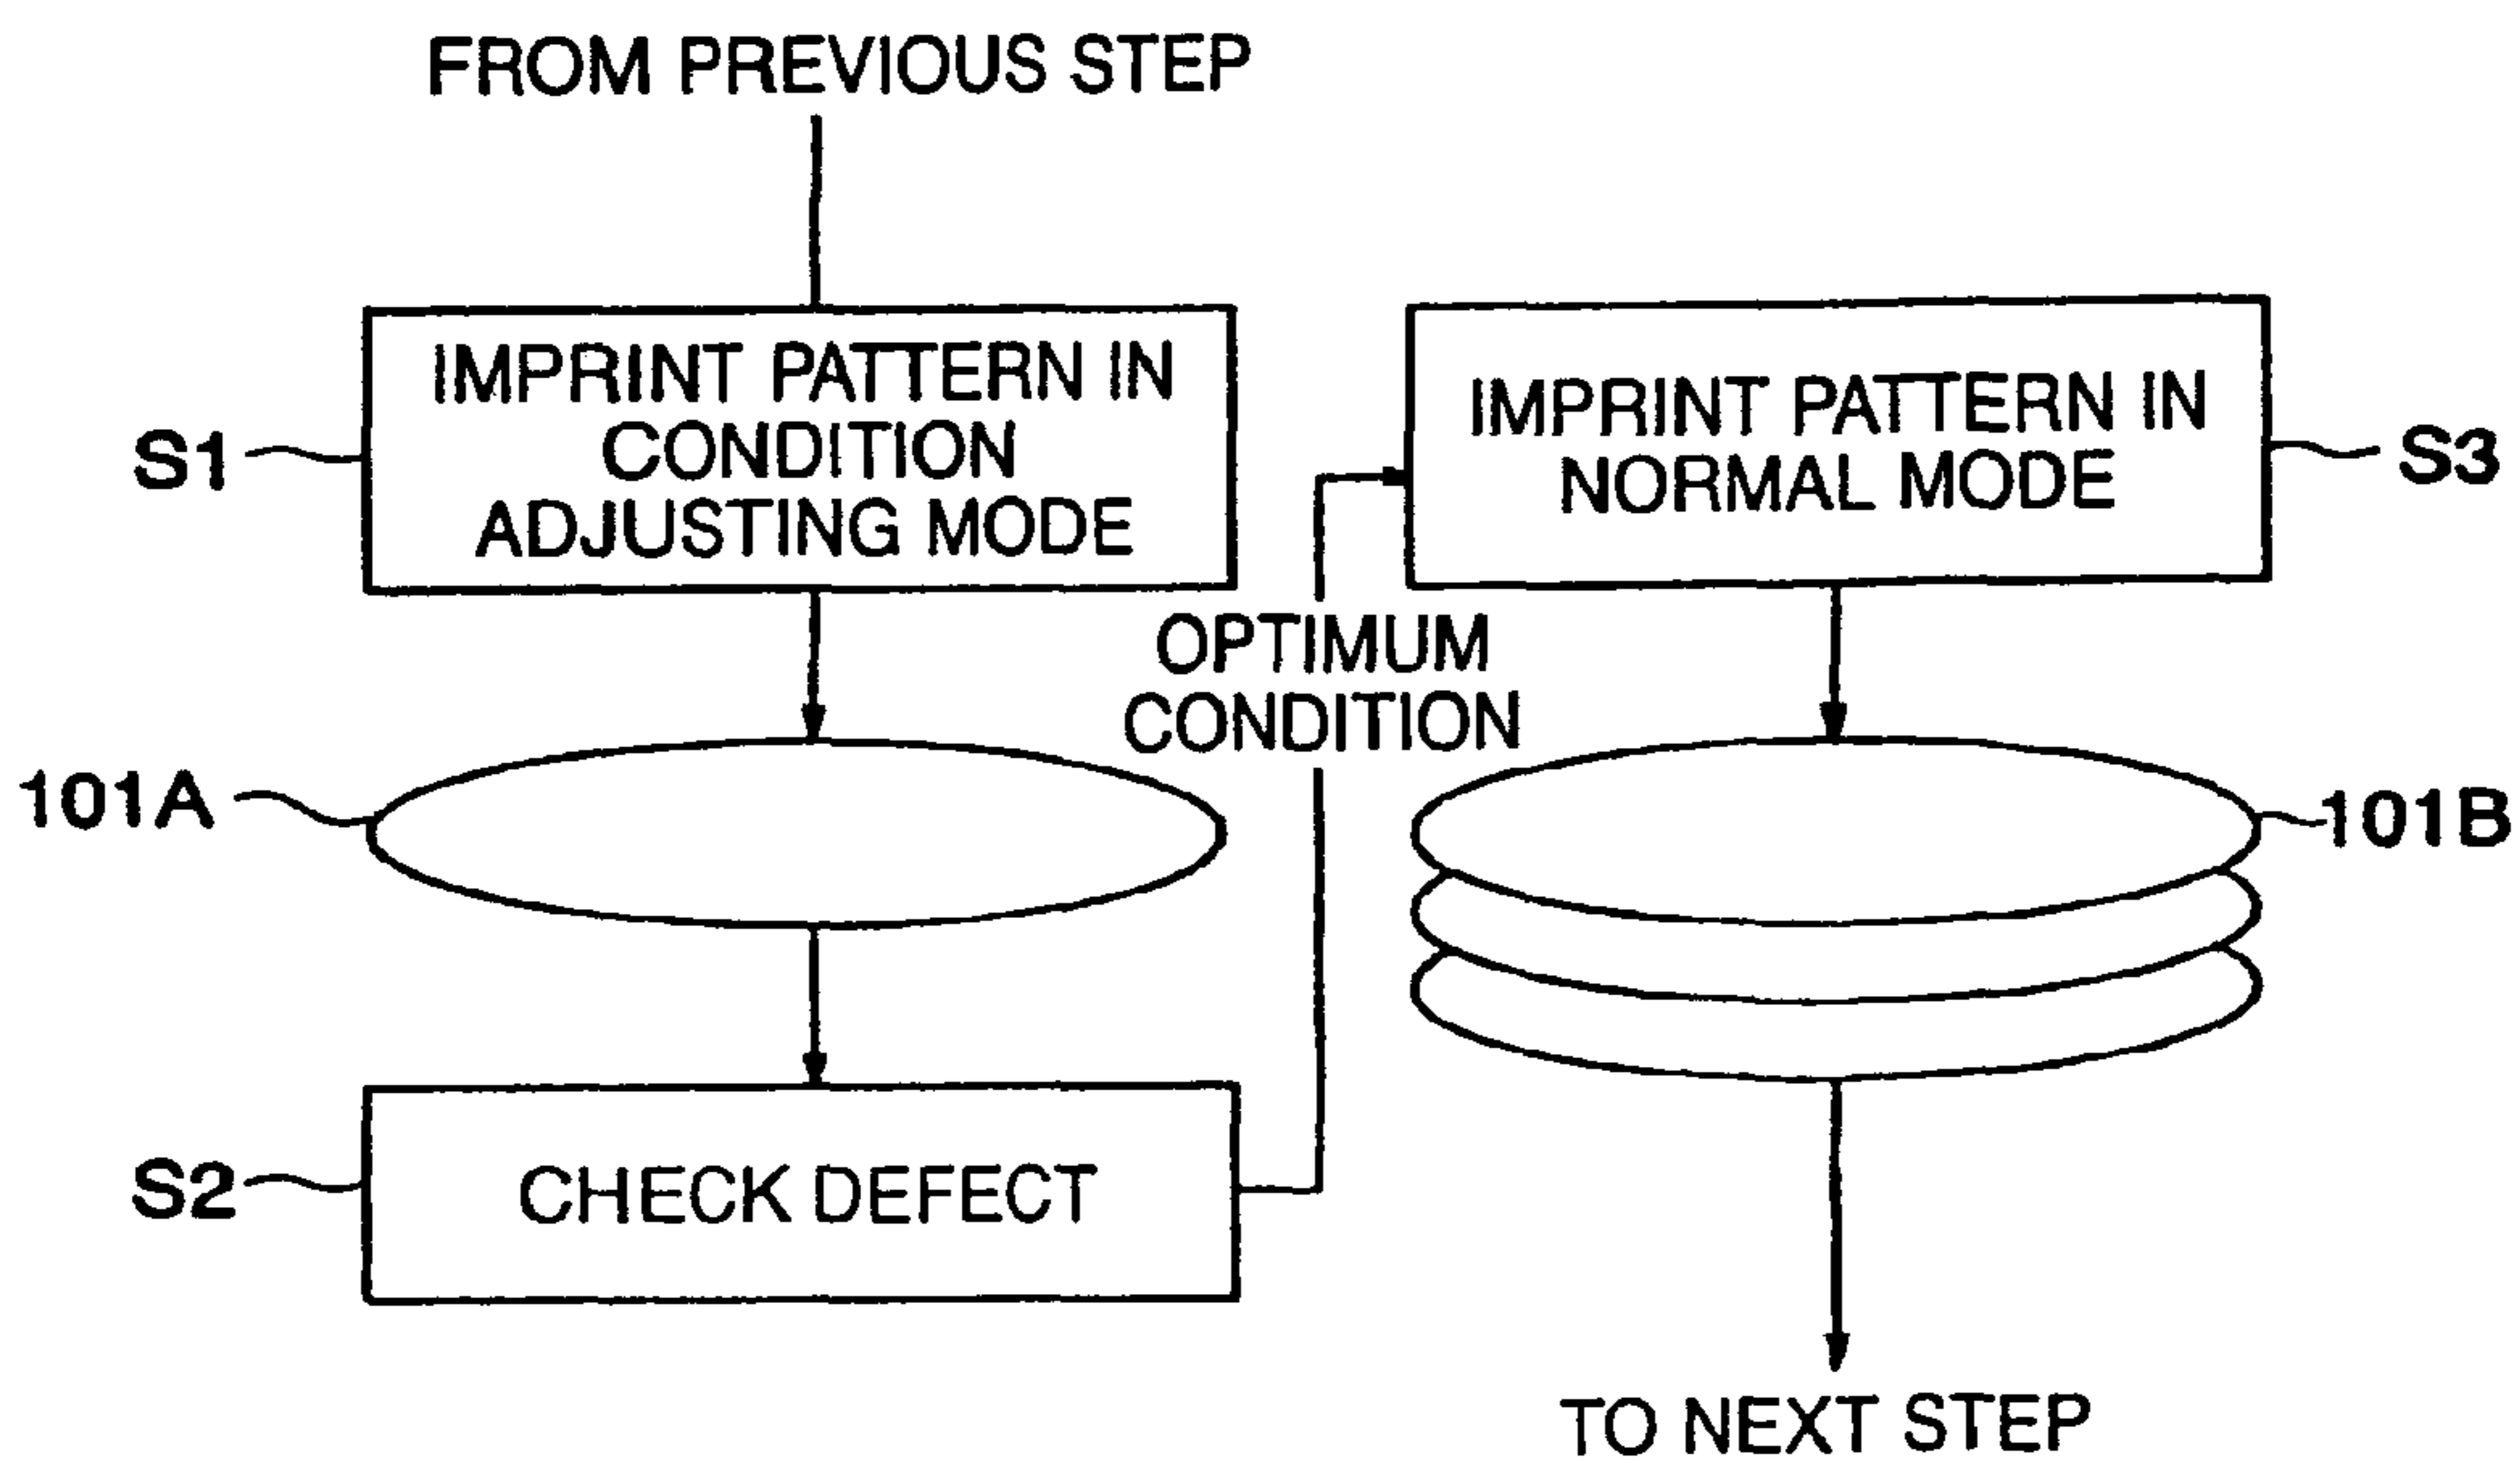 FROM PREVIOUS STEP
S1
IMPRINT PATTERN IN
CONDITION
ADJUSTING MODE
101A
S2
CHECK DEFECT
OPTIMUM
CONDITION
IMPRINT PATTERN IN
NORMAL MODE
S3
101B
TO NEXT STEP